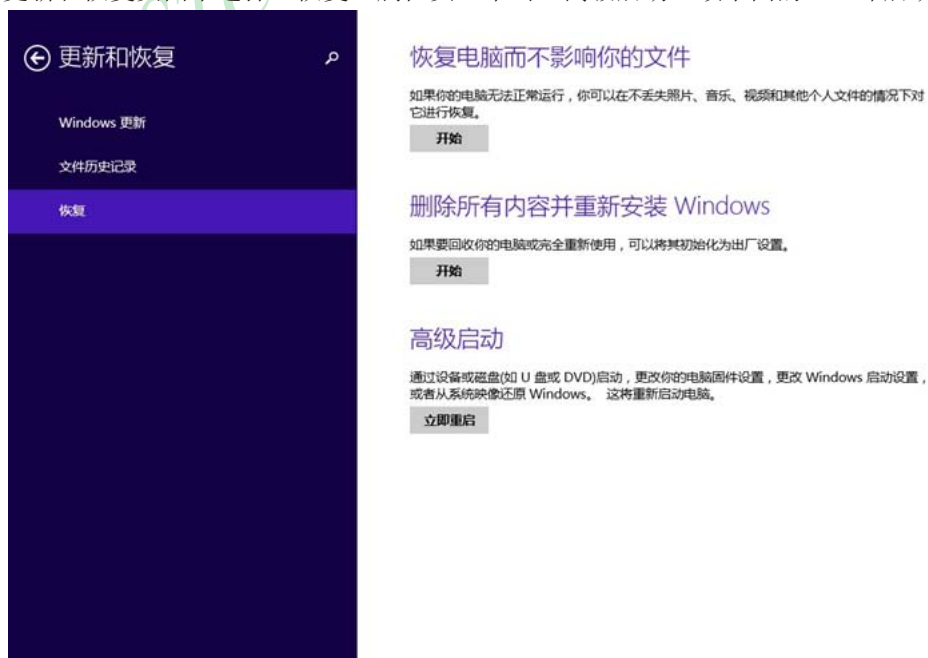 更新和恢复
Windows 更新
文件历史记录
恢复
恢复电脑而不影响你的文件
如果你的电脑无法正常运行，你可以在不丢失照片、音乐、视频和其他个人文件的情况下对
它进行恢复。
开始
删除所有内容并重新安装 Windows
如果要回收你的电脑或完全重新使用，可以将其初始化为出厂设置。
开始
高级启动
通过设备或磁盘(如 U 盘或 DVD)启动，更改你的电脑固件设置，更改 Windows 启动设置，
或者从系统映像还原 Windows。 这将重新启动电脑。
立即重启